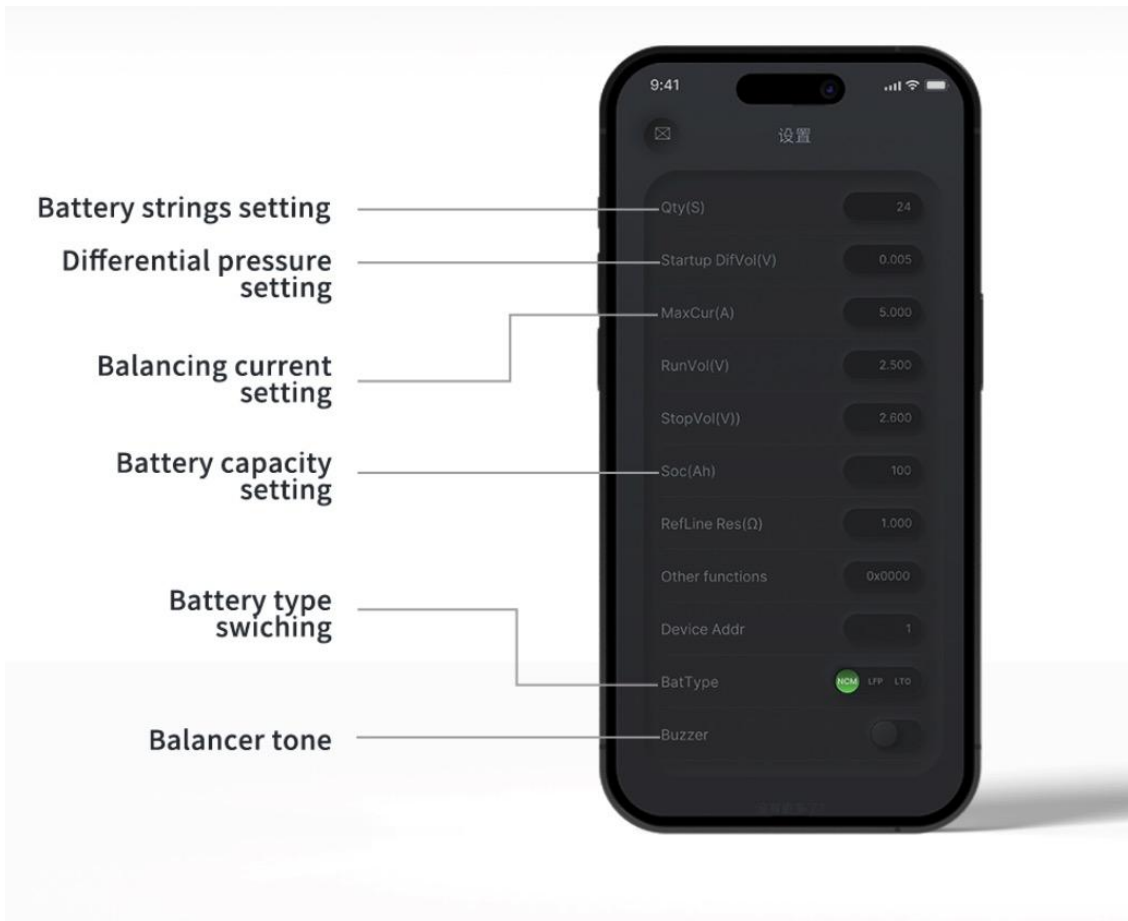 9:41
设置
Battery strings setting
Qty(S)
24
Differential pressure
setting
Startup DifVol(V)
0.005
MaxCur(A)
5.000
Balancing current
setting
RunVol(V)
2.500
StopVol(V))
2.600
Battery capacity
setting
Soc(Ah)
100
RefLine Res(Ω)
1.000
Other functions
0x0000
Battery type
swiching
Device Addr
1
BatType
NCM LFP LTO
Balancer tone
Buzzer